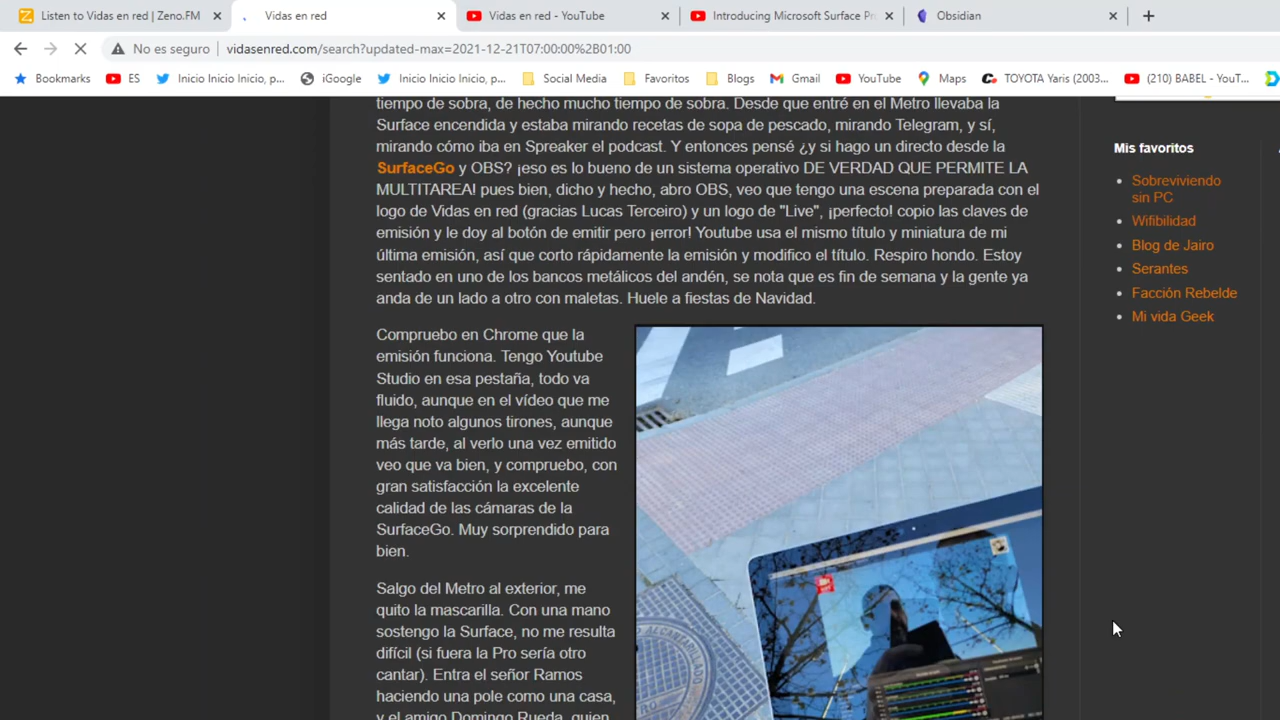 Listen to Vidas en red | Zeno.FM
Vidas en red
Vidas en red - YouTube
Introducing Microsoft Surface Pro
Obsidian
No es seguro
vidasenred.com/search?updated-max=2021-12-21T07:00:00%2B01:00
Bookmarks
ES
Inicio Inicio Inicio, p...
iGoogle
Inicio Inicio Inicio, p...
Social Media
Favoritos
Blogs
Gmail
YouTube
Maps
TOYOTA Yaris (2003...
(210) BABEL - YouT...
tiempo de sobra, de hecho mucho tiempo de sobra. Desde que entré en el Metro llevaba la
Surface encendida y estaba mirando recetas de sopa de pescado, mirando Telegram, y sí,
mirando cómo iba en Spreaker el podcast. Y entonces pensé ¿y si hago un directo desde la
SurfaceGo y OBS? ¡eso es lo bueno de un sistema operativo DE VERDAD QUE PERMITE LA
MULTITAREA! pues bien, dicho y hecho, abro OBS, veo que tengo una escena preparada con el
logo de Vidas en red (gracias Lucas Terceiro) y un logo de "Live", ¡perfecto! copio las claves de
emisión y le doy al botón de emitir pero ¡error! Youtube usa el mismo título y miniatura de mi
última emisión, así que corto rápidamente la emisión y modifico el título. Respiro hondo. Estoy
sentado en uno de los bancos metálicos del andén, se nota que es fin de semana y la gente ya
anda de un lado a otro con maletas. Huele a fiestas de Navidad.
Compruebo en Chrome que la
emisión funciona. Tengo Youtube
Studio en esa pestaña, todo va
fluido, aunque en el vídeo que me
llega noto algunos tirones, aunque
más tarde, al verlo una vez emitido
veo que va bien, y compruebo, con
gran satisfacción la excelente
calidad de las cámaras de la
SurfaceGo. Muy sorprendido para
bien.
Salgo del Metro al exterior, me
quito la mascarilla. Con una mano
sostengo la Surface, no me resulta
difícil (si fuera la Pro sería otro
cantar). Entra el señor Ramos
haciendo una pole como una casa,
y el amigo Domingo Rueda, quien
Mis favoritos
Sobreviviendo
sin PC
Wifibilidad
Blog de Jairo
Serantes
Facción Rebelde
Mi vida Geek